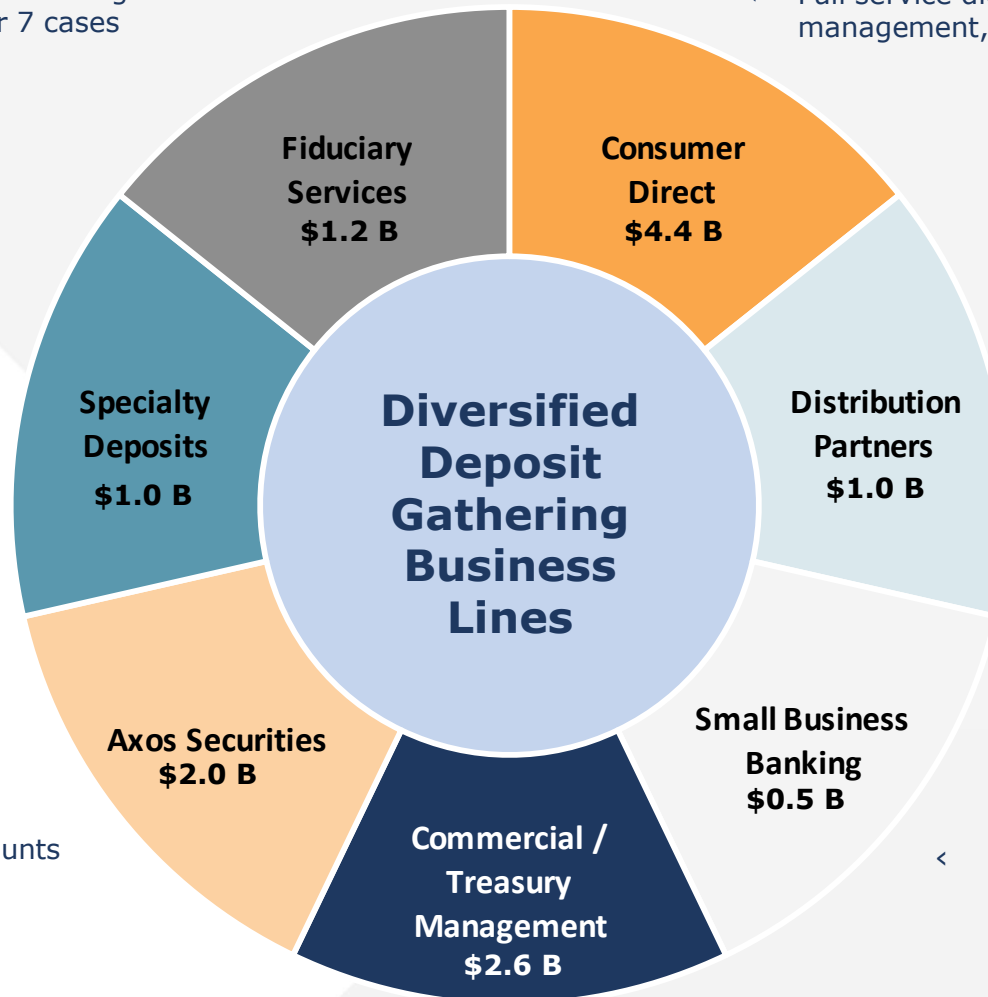 r 7 cases
management,
Fiduciary
Services
$1.2 B
Consumer
Direct
$4.4 B
Specialty
Deposits
$1.0 B
Diversified
Deposit
Gathering
Business
Lines
Distribution
Partners
$1.0 B
Axos Securities
$2.0 B
Small Business
Banking
$0.5 B
Commercial /
Treasury
Management
$2.6 B
unts
‹